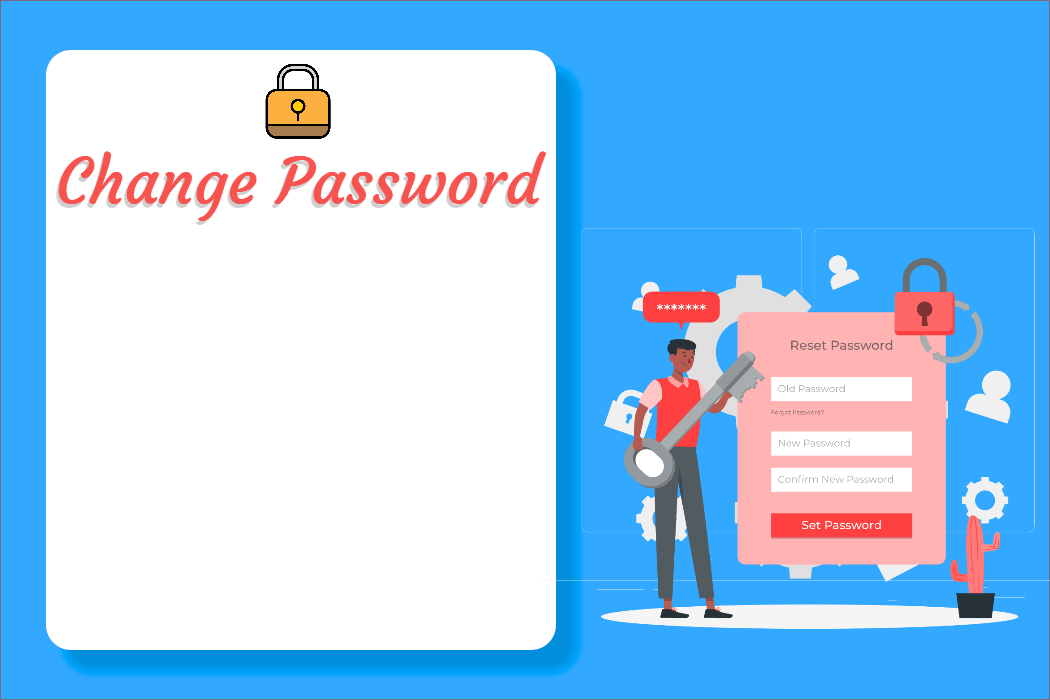 Change Password
*******
Reset Password
Old Password
Forgot Password?
New Password
Confirm New Password
Set Password